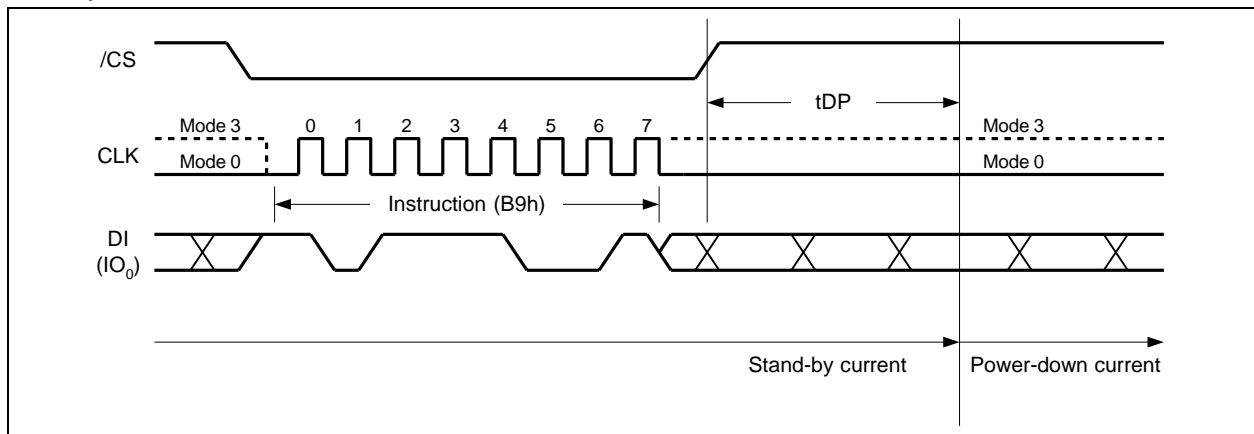 /CS
tDP
Mode 3 0 1 2 3 4 5 6 7 Mode 3
CLK
Mode 0 Mode 0
Instruction (B9h)
DI
(IO₀)
Stand-by current Power-down current